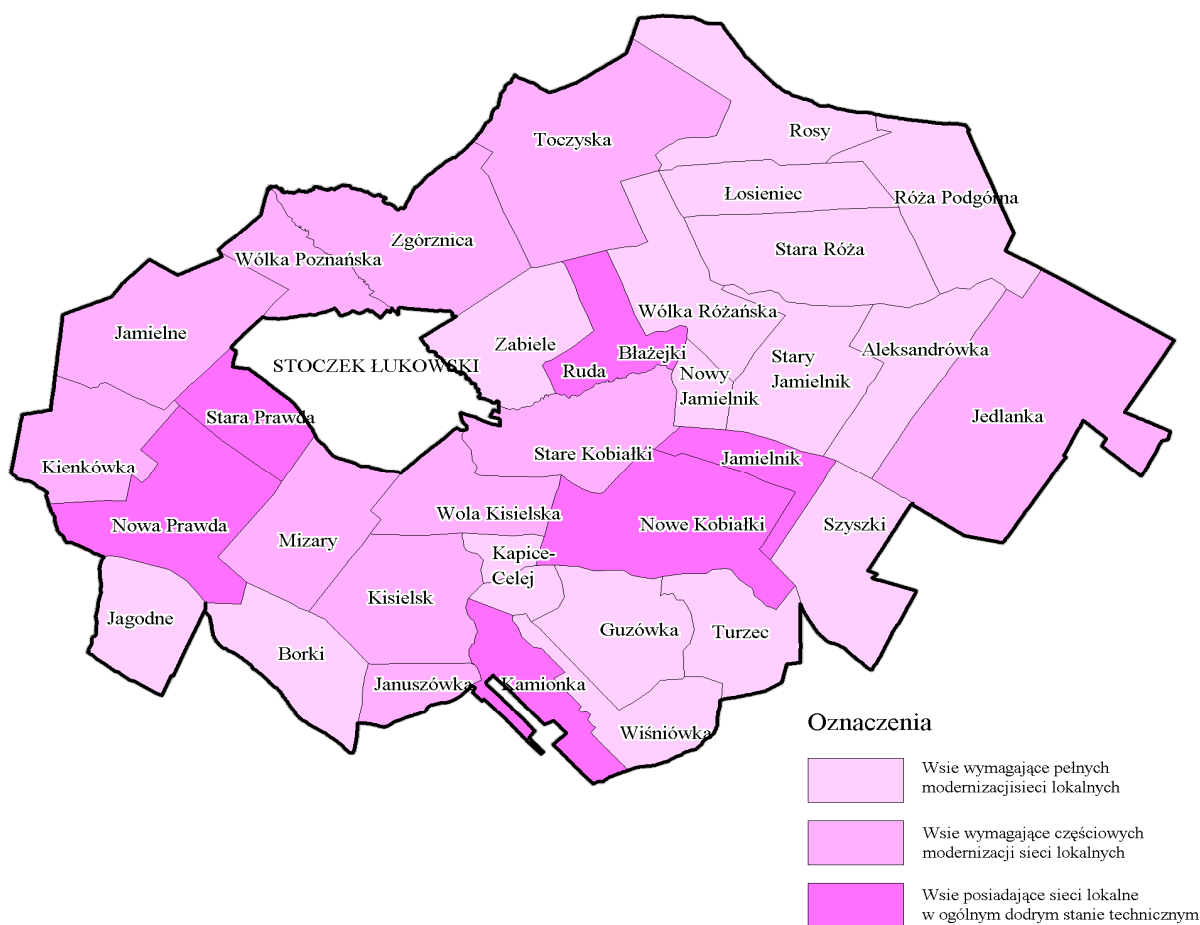 Toczyska
Rosy
Łosieniec
Róża Podgórna
Zgórznica
Stara Róża
Wólka Poznańska
Wólka Różańska
Jamielne
Zabiele
Błażejki
Stary
Jamielnik
Aleksandrówka
STOCZEK ŁUKOWSKI
Ruda
Nowy
Jamielnik
Stara Prawda
Jedlanka
Kienkówka
Stare Kobiałki
Jamielnik
Nowa Prawda
Wola Kisielska
Nowe Kobiałki
Szyszki
Mizary
Kapice-
Celej
Kisielsk
Jagodne
Guzówka
Turzec
Borki
Januszówka
Kamionka
Wiśniówka
Oznaczenia
Wsie wymagające pełnych
modernizacjisieci lokalnych
Wsie wymagające częściowych
modernizacji sieci lokalnych
Wsie posiadające sieci lokalne
w ogólnym dodrym stanie technicznym